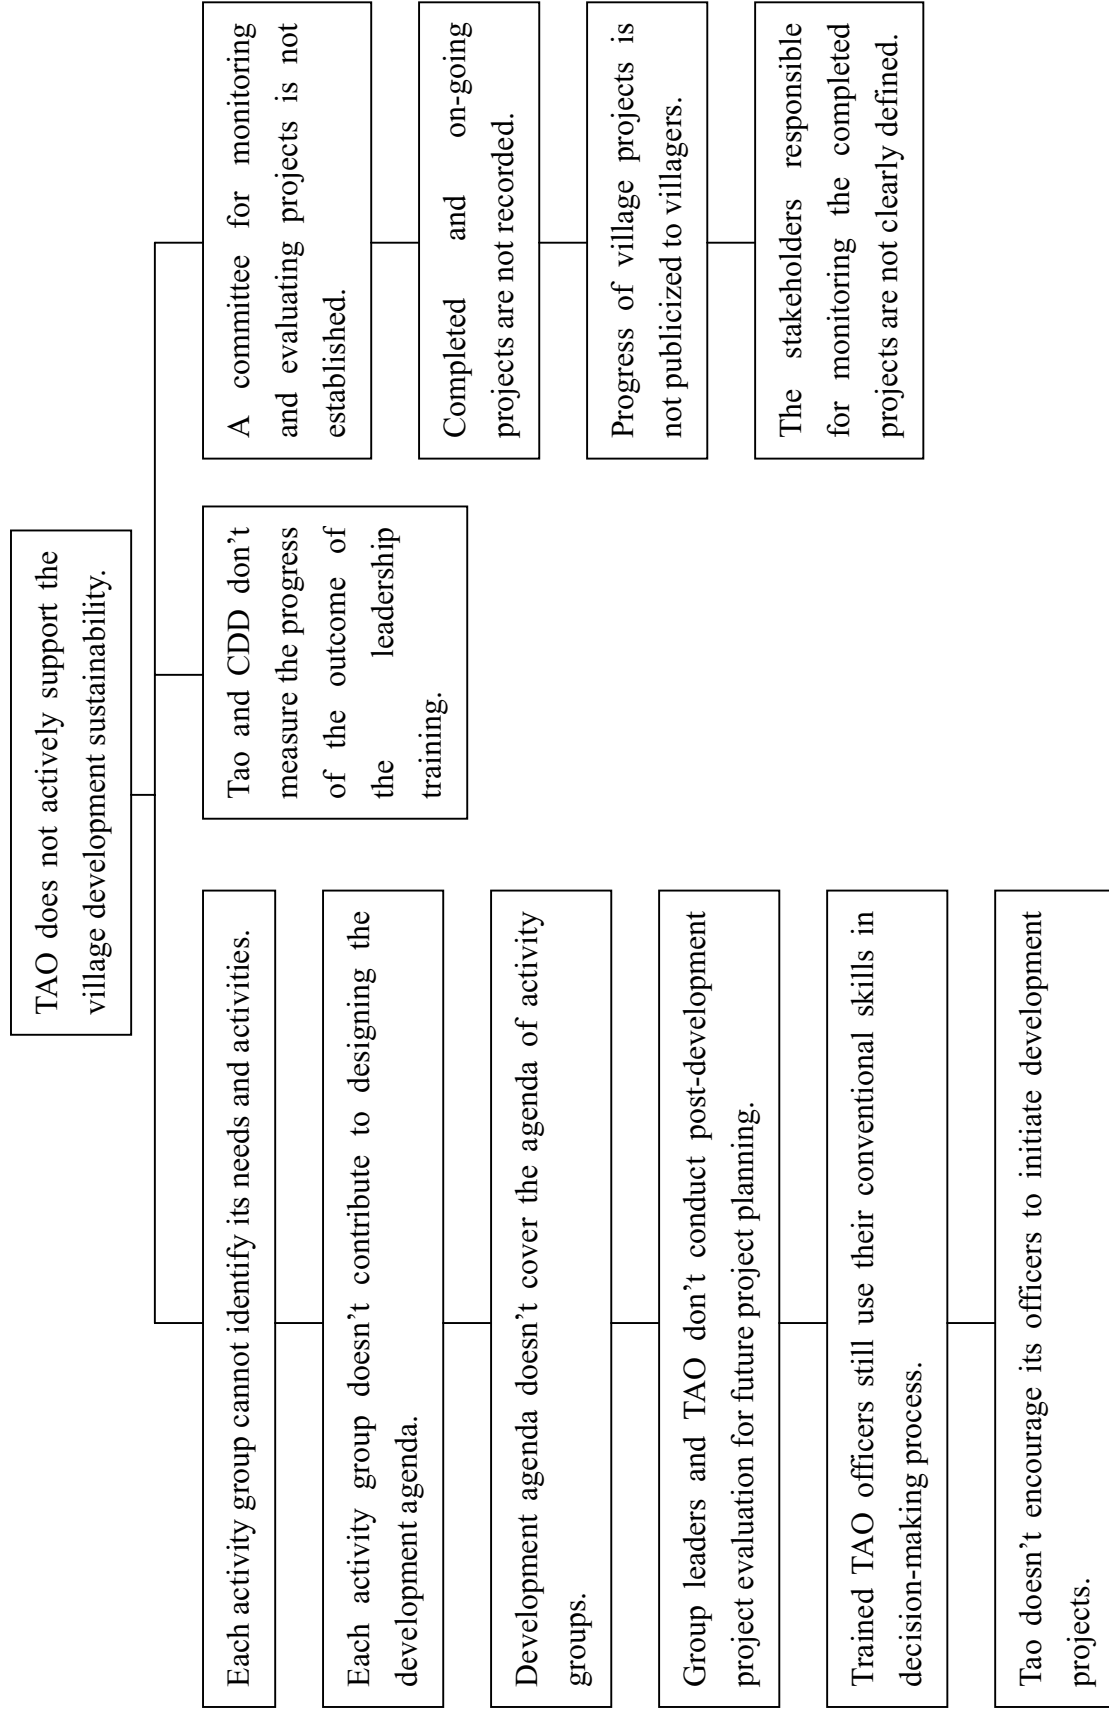 TAO does not actively support the
village development sustainability.
Each activity group cannot identify its needs and activities.
Each activity group doesn't contribute to designing the
development agenda.
Development agenda doesn't cover the agenda of activity
groups.
Group leaders and TAO don't conduct post-development
project evaluation for future project planning.
Trained TAO officers still use their conventional skills in
decision-making process.
Tao doesn't encourage its officers to initiate development
projects.
Tao and CDD don't
measure the progress
of the outcome of
the leadership
training.
A committee for monitoring
and evaluating projects is not
established.
Completed and on-going
projects are not recorded.
Progress of village projects is
not publicized to villagers.
The stakeholders responsible
for monitoring the completed
projects are not clearly defined.